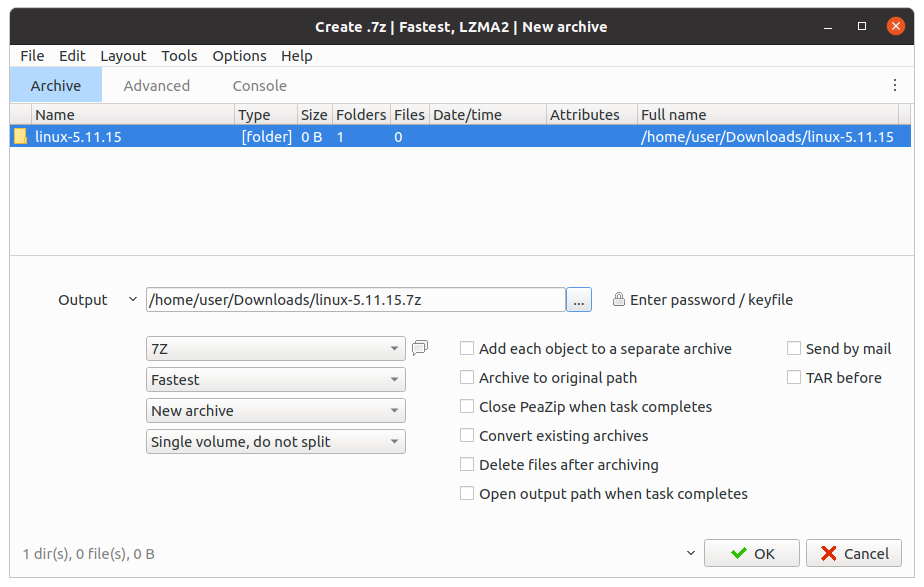 Create .7z | Fastest, LZMA2 | New archive
File Edit Layout Tools Options Help
Archive Advanced Console
Name Type Size Folders Files Date/time Attributes Full name
linux-5.11.15 [folder] 0 B 1 0 /home/user/Downloads/linux-5.11.15
Output /home/user/Downloads/linux-5.11.15.7z ... Enter password / keyfile
7Z Add each object to a separate archive Send by mail
Fastest Archive to original path TAR before
New archive Close PeaZip when task completes
Single volume, do not split Convert existing archives
Delete files after archiving
Open output path when task completes
1 dir(s), 0 file(s), 0 B OK Cancel